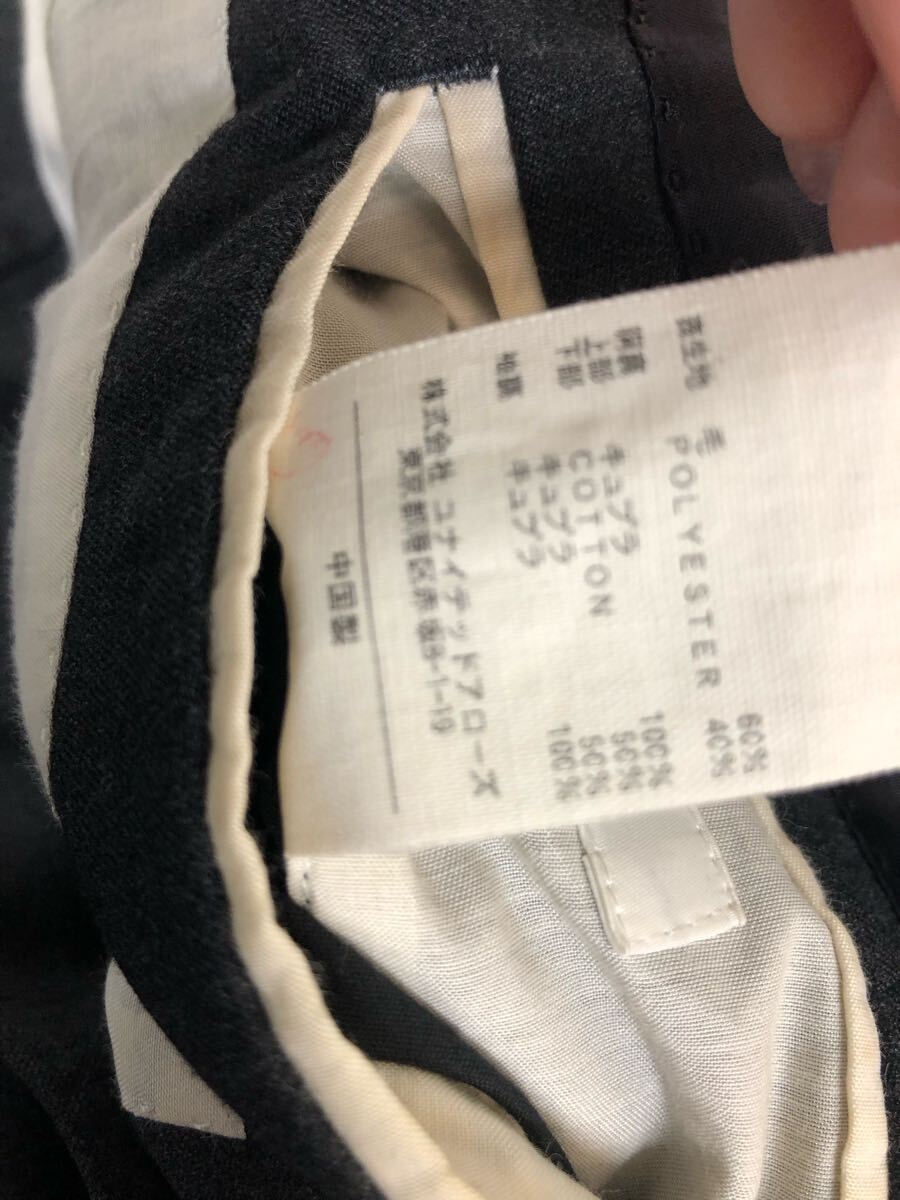 表生地 毛 60%
POLYESTER 40%
胴裏
上部 キュプラ 100%
COTTON 50%
下部 キュプラ 50%
袖裏 キュプラ 100%
株式会社 ユナイテッドアローズ
東京都港区赤坂8-1-19
中国製